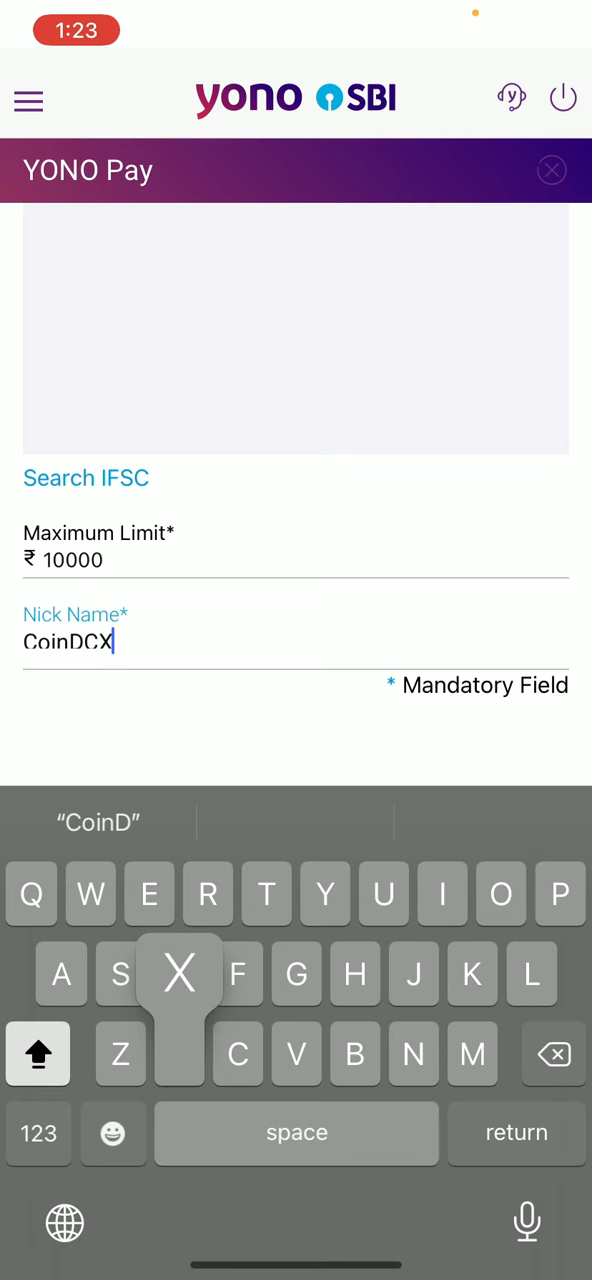 1:23
yono SBI
y
YONO Pay
Search IFSC
Maximum Limit*
₹ 10000
Nick Name*
CoinDCX
* Mandatory Field
“CoinD”
Q W E R T Y U I O P
A S X F G H J K L
Z C V B N M
123 space return